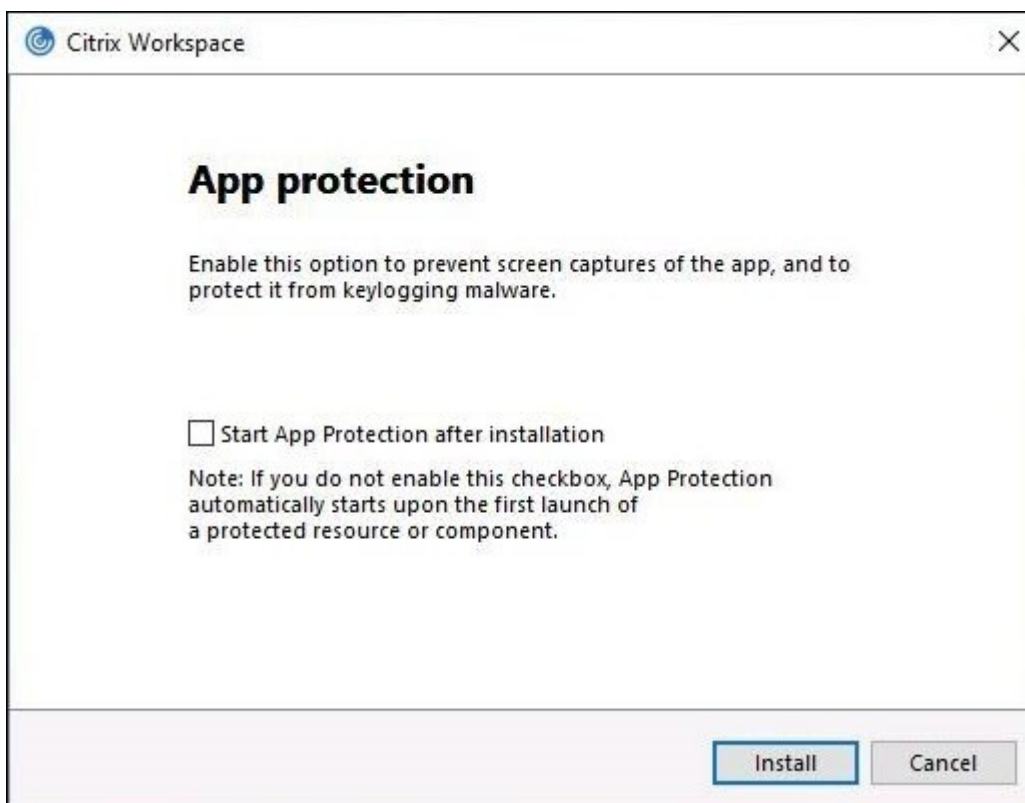 Citrix Workspace
App protection
Enable this option to prevent screen captures of the app, and to
protect it from keylogging malware.
Start App Protection after installation
Note: If you do not enable this checkbox, App Protection
automatically starts upon the first launch of
a protected resource or component.
Install
Cancel